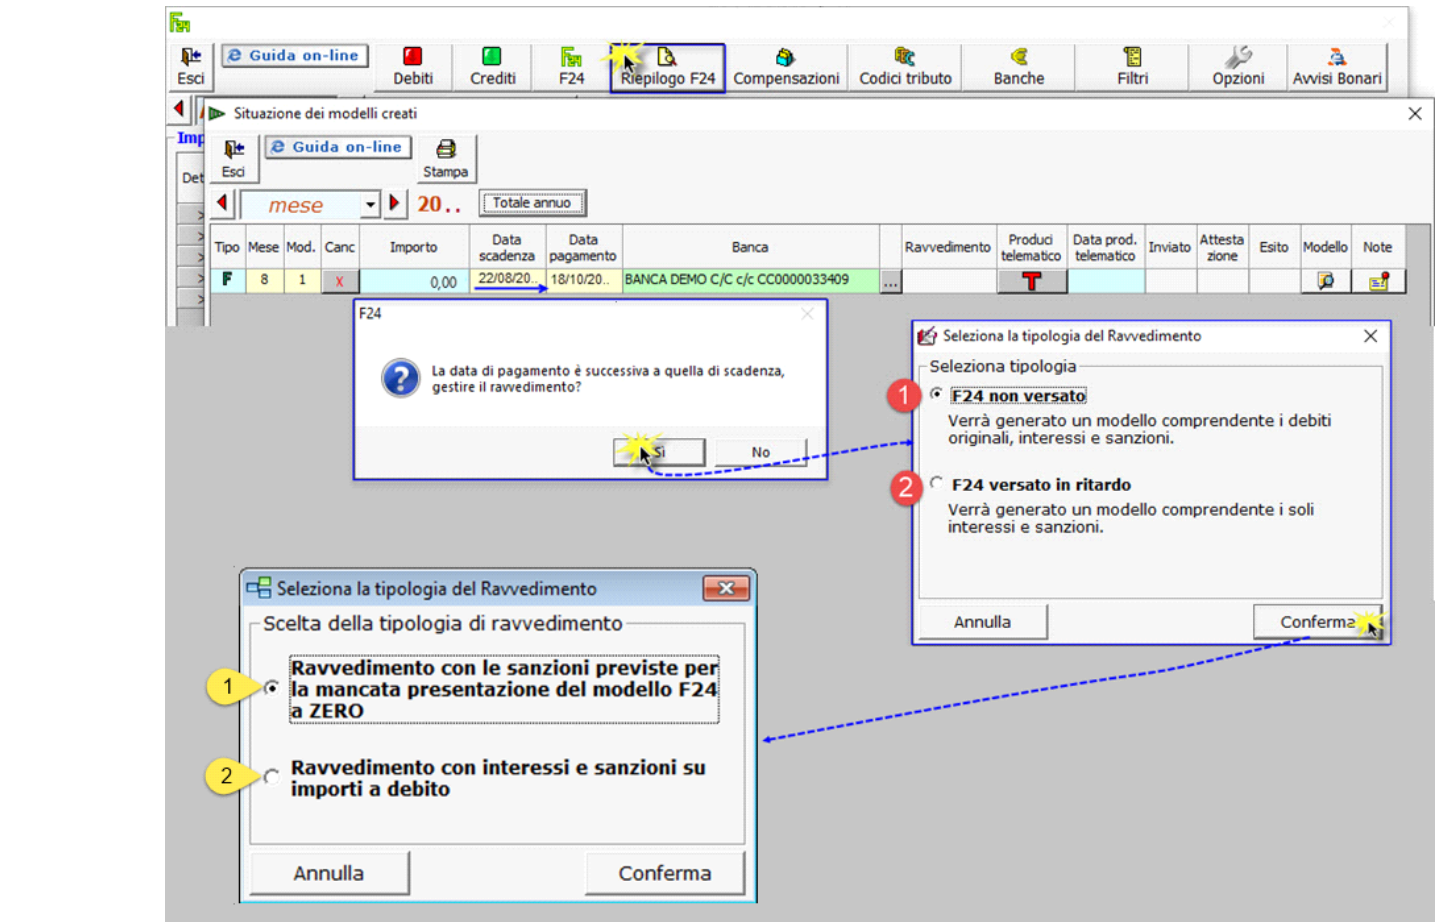 F24
Esci
Guida on-line
Debiti
Crediti
F24
F24
Riepilogo F24
Compensazioni
Codici tributo
Banche
Filtri
Opzioni
Avvisi Bonari
Situazione dei modelli creati
Imp
Esci
Guida on-line
Stampa
Det
mese
20..
Totale annuo
Tipo Mese Mod. Canc Importo Data scadenza Data pagamento Banca Ravvedimento Produci telematico Data prod. telematico Inviato Attesta zione Esito Modello Note
F 8 1 X 0,00 22/08/20.. 18/10/20.. BANCA DEMO C/C c/c CC0000033409 ... T
F24
La data di pagamento è successiva a quella di scadenza,
gestire il ravvedimento?
Sì
No
Seleziona la tipologia del Ravvedimento
Seleziona tipologia
1
F24 non versato
Verrà generato un modello comprendente i debiti
originali, interessi e sanzioni.
2
F24 versato in ritardo
Verrà generato un modello comprendente i soli
interessi e sanzioni.
Annulla
Conferma
Seleziona la tipologia del Ravvedimento
Scelta della tipologia di ravvedimento
1
Ravvedimento con le sanzioni previste per
la mancata presentazione del modello F24
a ZERO
2
Ravvedimento con interessi e sanzioni su
importi a debito
Annulla
Conferma